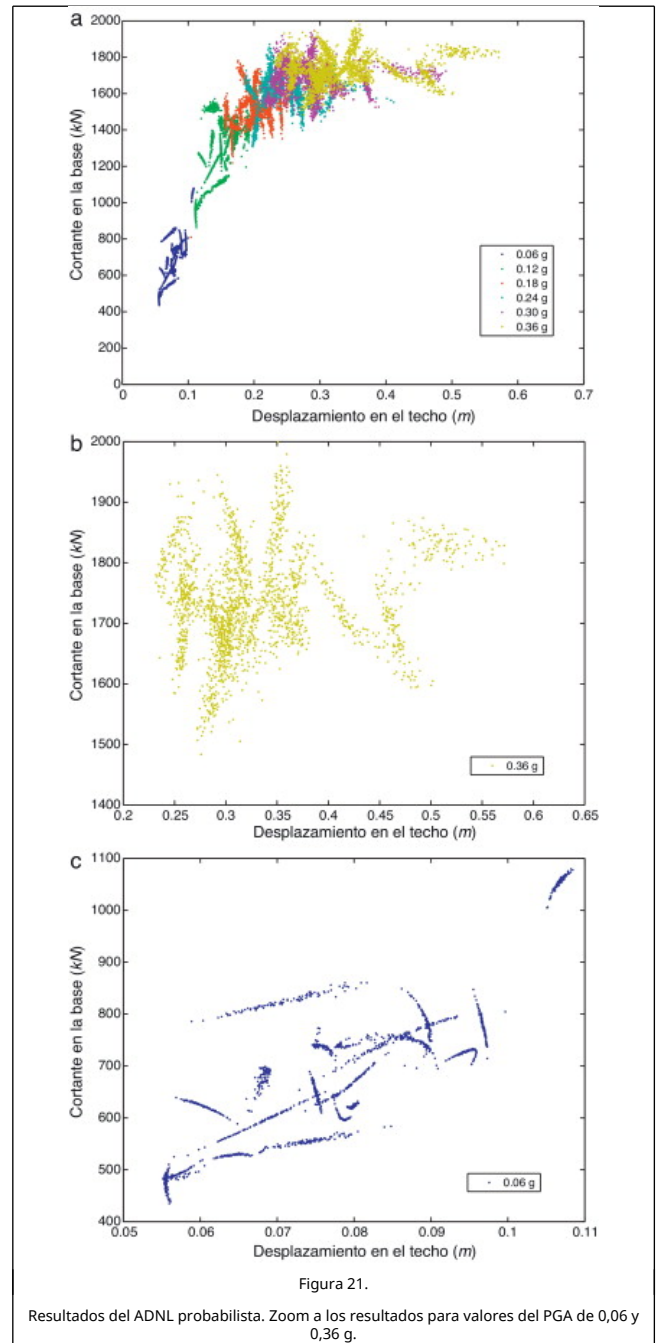 a
2000
1800
1600
1400
1200
1000
800
600
400
200
0
Cortante en la base (kN)
0.06 g
0.12 g
0.18 g
0.24 g
0.30 g
0.36 g
0 0.1 0.2 0.3 0.4 0.5 0.6 0.7
Desplazamiento en el techo (m)
b
2000
1900
1800
1700
1600
1500
1400
Cortante en la base (kN)
0.36 g
0.2 0.25 0.3 0.35 0.4 0.45 0.5 0.55 0.6 0.65
Desplazamiento en el techo (m)
c
1100
1000
900
800
700
600
500
400
Cortante en la base (kN)
0.06 g
0.05 0.06 0.07 0.08 0.09 0.1 0.11
Desplazamiento en el techo (m)
Figura 21.
Resultados del ADNL probabilista. Zoom a los resultados para valores del PGA de 0,06 y
0,36 g.